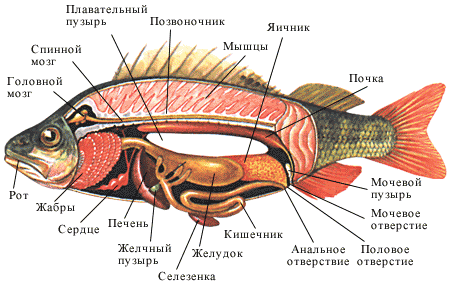 Плавательный
пузырь
Позвоночник
Яичник
Мышцы
Спинной
мозг
Головной
мозг
Почка
Рот
Жабры
Сердце
Печень
Желчный
пузырь
Селезенка
Желудок
Кишечник
Анальное
отверстие
Половое
отверстие
Мочевое
отверстие
Мочевой
пузырь